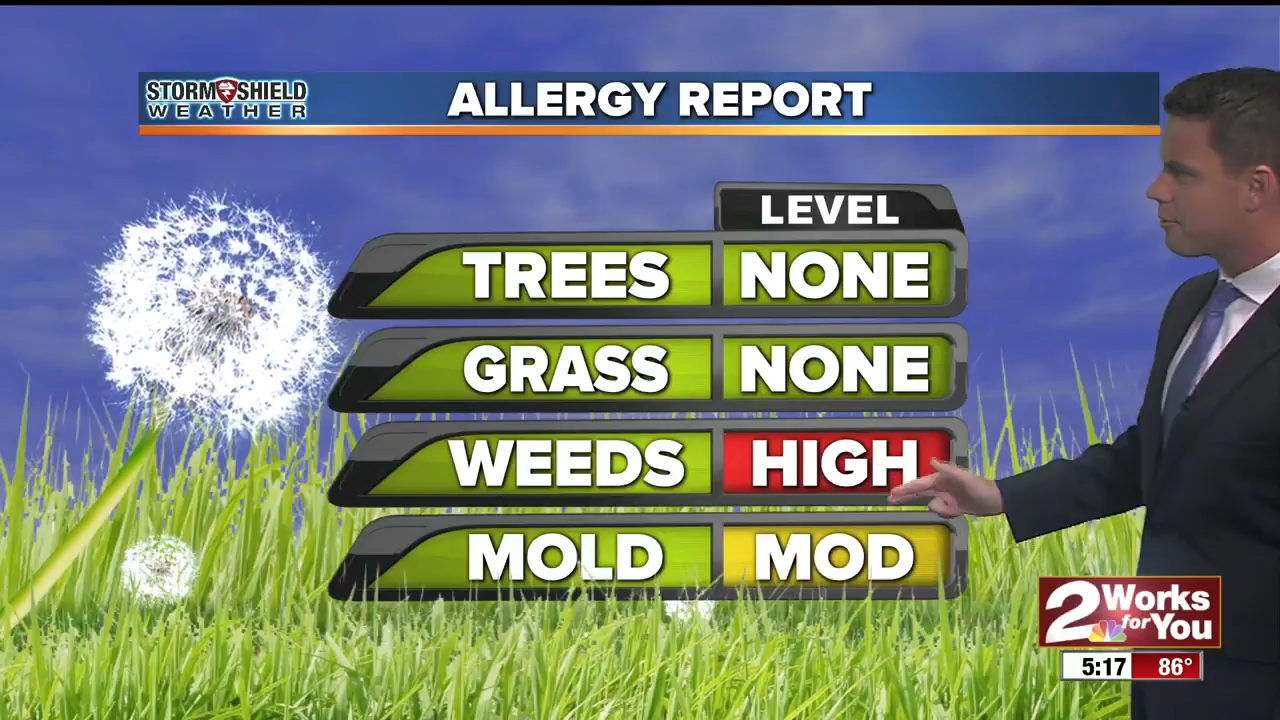 STORM SHIELD
WEATHER
ALLERGY REPORT
LEVEL
TREES NONE
GRASS NONE
WEEDS HIGH
MOLD MOD
2 Works
for You
5:17 86°